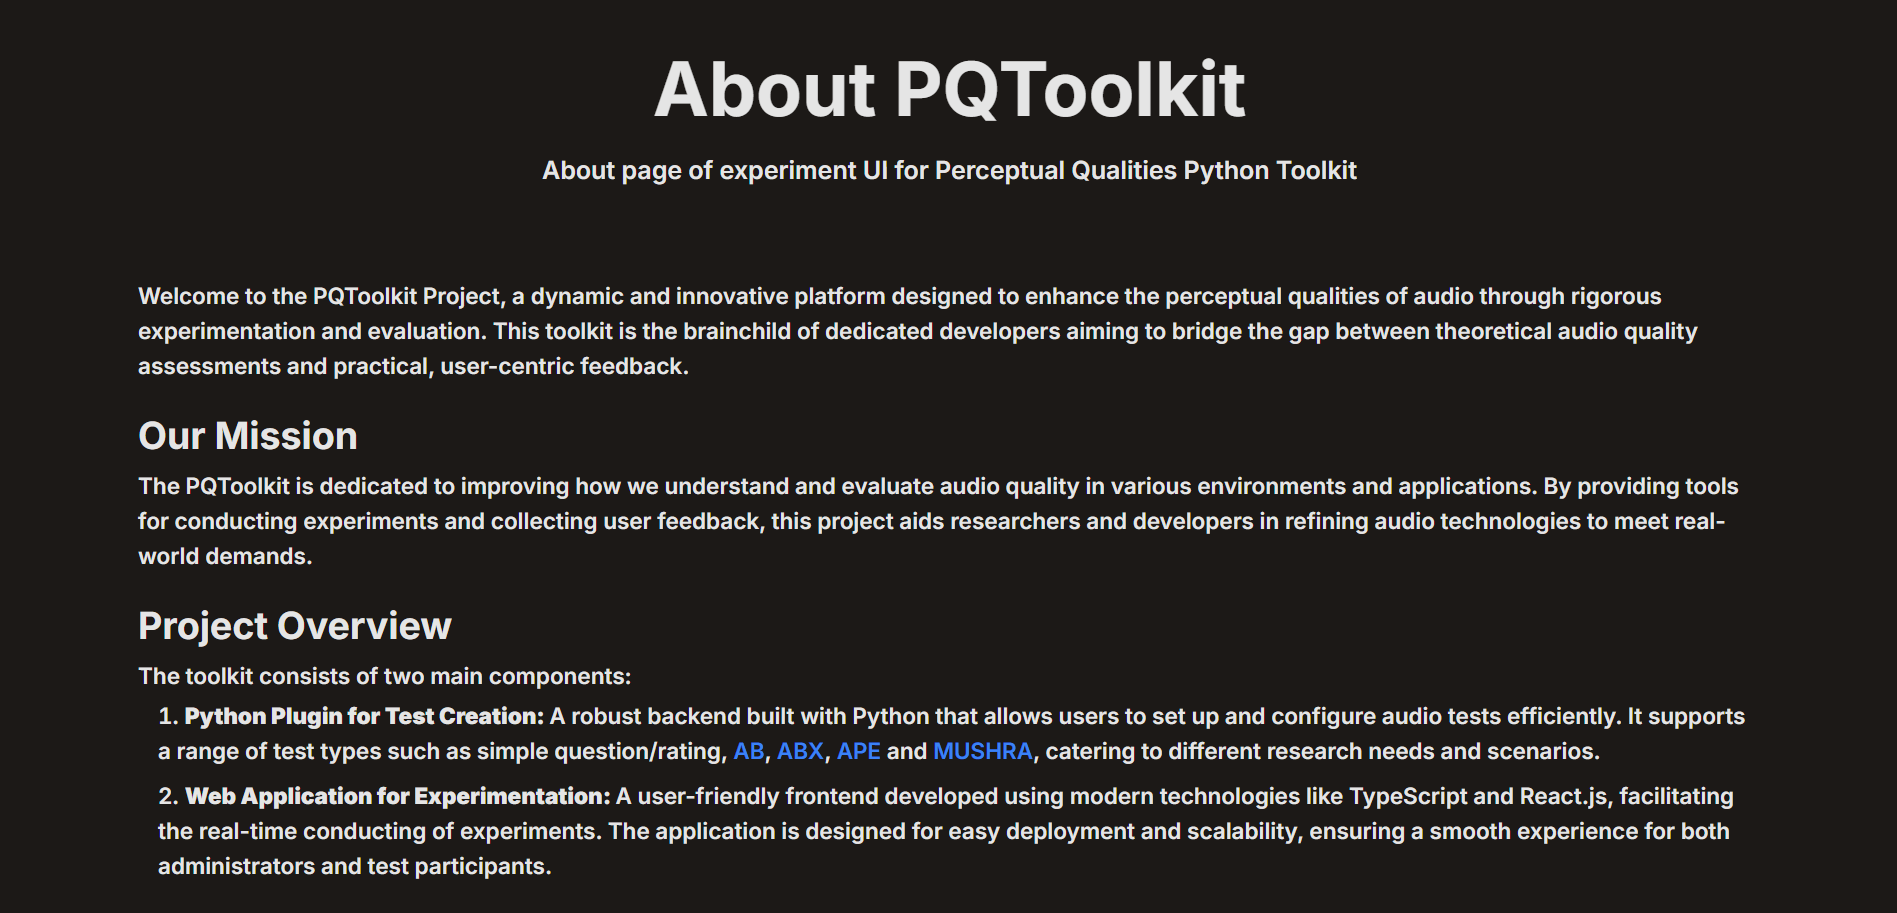 About PQToolkit
About page of experiment UI for Perceptual Qualities Python Toolkit
Welcome to the PQToolkit Project, a dynamic and innovative platform designed to enhance the perceptual qualities of audio through rigorous
experimentation and evaluation. This toolkit is the brainchild of dedicated developers aiming to bridge the gap between theoretical audio quality
assessments and practical, user-centric feedback.
Our Mission
The PQToolkit is dedicated to improving how we understand and evaluate audio quality in various environments and applications. By providing tools
for conducting experiments and collecting user feedback, this project aids researchers and developers in refining audio technologies to meet real-
world demands.
Project Overview
The toolkit consists of two main components:
1. Python Plugin for Test Creation: A robust backend built with Python that allows users to set up and configure audio tests efficiently. It supports
a range of test types such as simple question/rating, AB, ABX, APE and MUSHRA, catering to different research needs and scenarios.
2. Web Application for Experimentation: A user-friendly frontend developed using modern technologies like TypeScript and React.js, facilitating
the real-time conducting of experiments. The application is designed for easy deployment and scalability, ensuring a smooth experience for both
administrators and test participants.